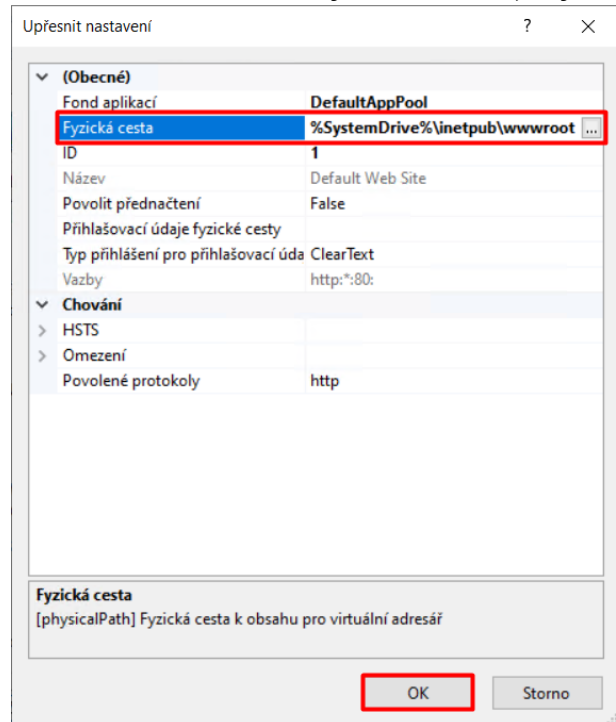 Upřesnit nastavení ?
(Obecné)
Fond aplikací DefaultAppPool
Fyzická cesta %SystemDrive%\inetpub\wwwroot ...
ID 1
Název Default Web Site
Povolit přednačtení False
Přihlašovací údaje fyzické cesty
Typ přihlášení pro přihlašovací úda ClearText
Vazby http:*:80:
Chování
HSTS
Omezení
Povolené protokoly http
Fyzická cesta
[physicalPath] Fyzická cesta k obsahu pro virtuální adresář
OK Storno